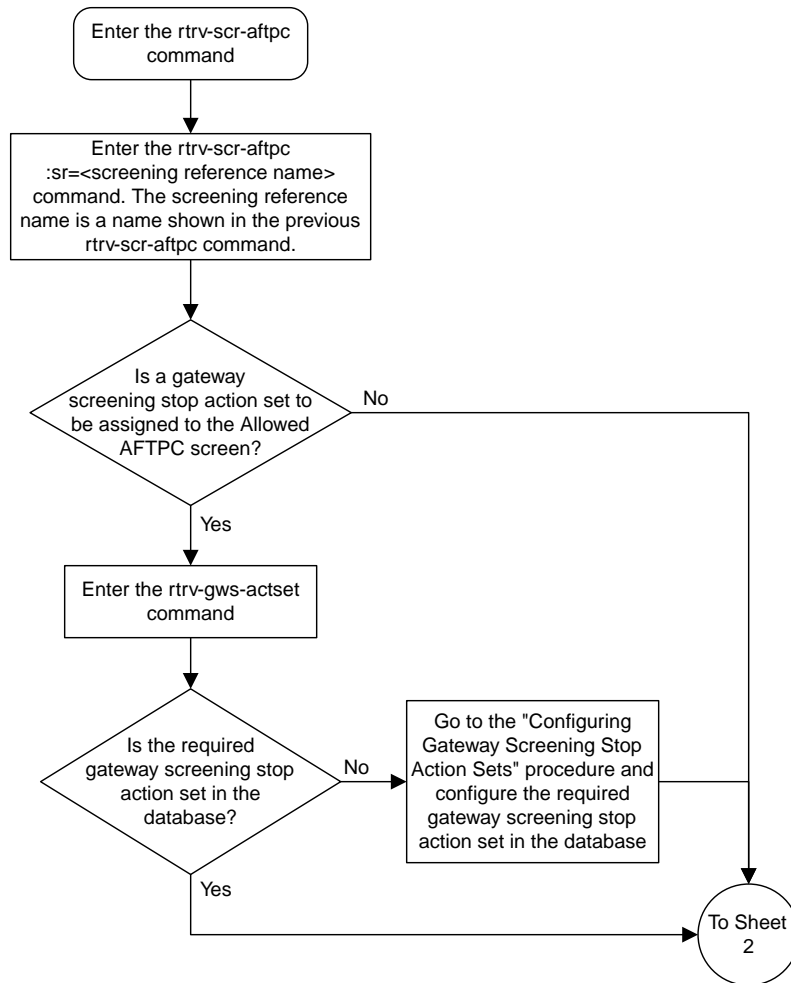 Enter the rtrv-scr-aftpc
command
Enter the rtrv-scr-aftpc
:sr=<screening reference name>
command. The screening reference
name is a name shown in the previous
rtrv-scr-aftpc command.
Is a gateway
screening stop action set to
be assigned to the Allowed
AFTPC screen?
No
Yes
Enter the rtrv-gws-actset
command
Is the required
gateway screening stop
action set in the
database?
No
Go to the "Configuring
Gateway Screening Stop
Action Sets" procedure and
configure the required
gateway screening stop
action set in the database
Yes
To Sheet
2